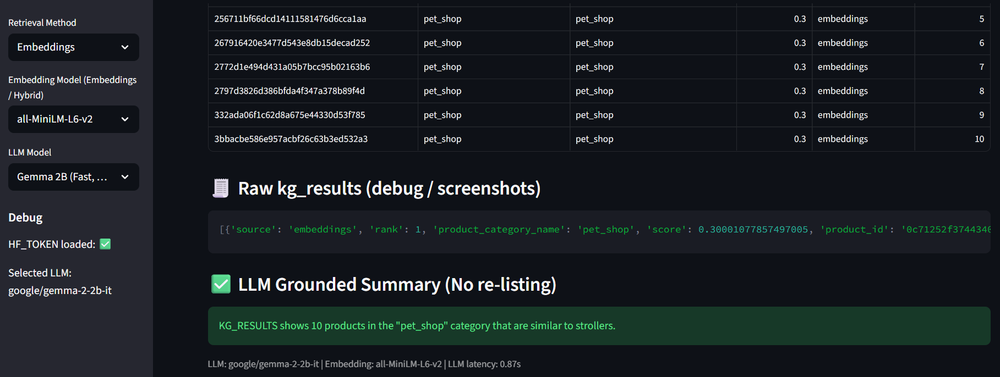 Retrieval Method
Embeddings
Embedding Model (Embeddings
/ Hybrid)
all-MiniLM-L6-v2
LLM Model
Gemma 2B (Fast, ...
Debug
HF_TOKEN loaded: ✅
Selected LLM:
google/gemma-2-2b-it
256711bf66dcd14111581476d6cca1aa pet_shop pet_shop 0.3 embeddings 5
267916420e3477d543e8db15decad252 pet_shop pet_shop 0.3 embeddings 6
2772d1e494d431a05b7bcc95b02163b6 pet_shop pet_shop 0.3 embeddings 7
2797d3826d386bfda4f347a378b89f4d pet_shop pet_shop 0.3 embeddings 8
332ada06f1c62d8a675e44330d53f785 pet_shop pet_shop 0.3 embeddings 9
3bbacbe586e957acbf26c63b3ed532a3 pet_shop pet_shop 0.3 embeddings 10
Raw kg_results (debug / screenshots)
[{'source': 'embeddings', 'rank': 1, 'product_category_name': 'pet_shop', 'score': 0.30001077857497005, 'product_id': '0c71252f3744340
LLM Grounded Summary (No re-listing)
KG_RESULTS shows 10 products in the "pet_shop" category that are similar to strollers.
LLM: google/gemma-2-2b-it | Embedding: all-MiniLM-L6-v2 | LLM latency: 0.87s